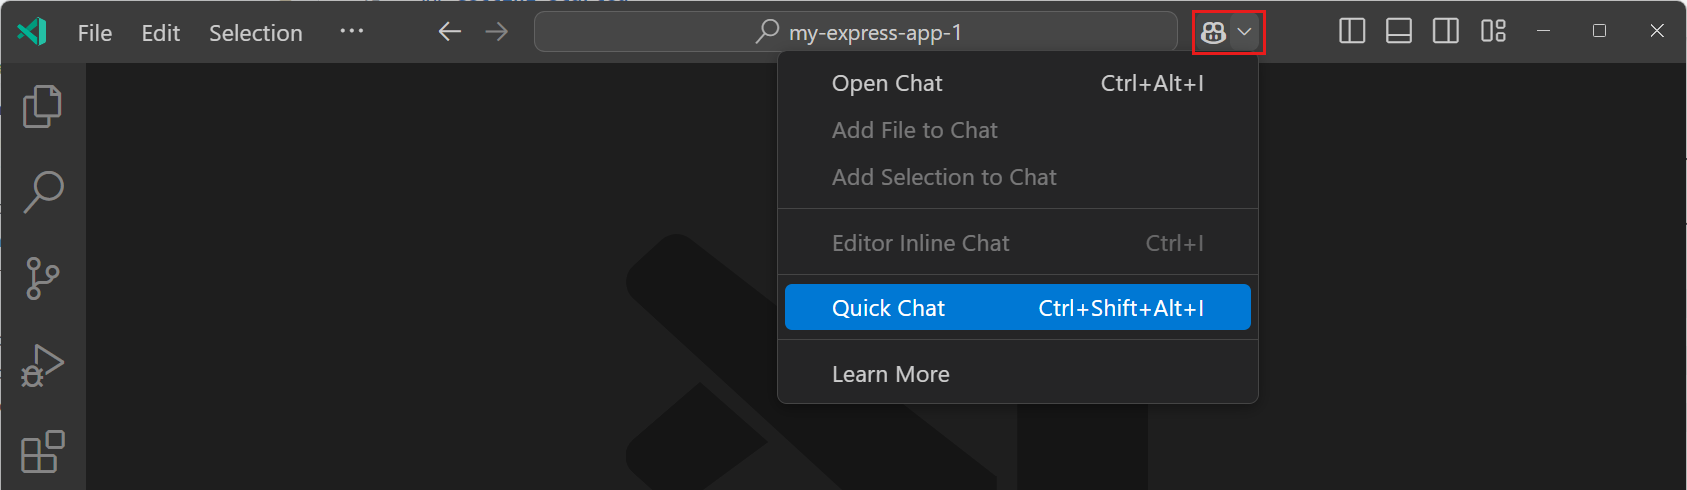 File Edit Selection ··· my-express-app-1
Open Chat Ctrl+Alt+I
Add File to Chat
Add Selection to Chat
Editor Inline Chat Ctrl+I
Quick Chat Ctrl+Shift+Alt+I
Learn More